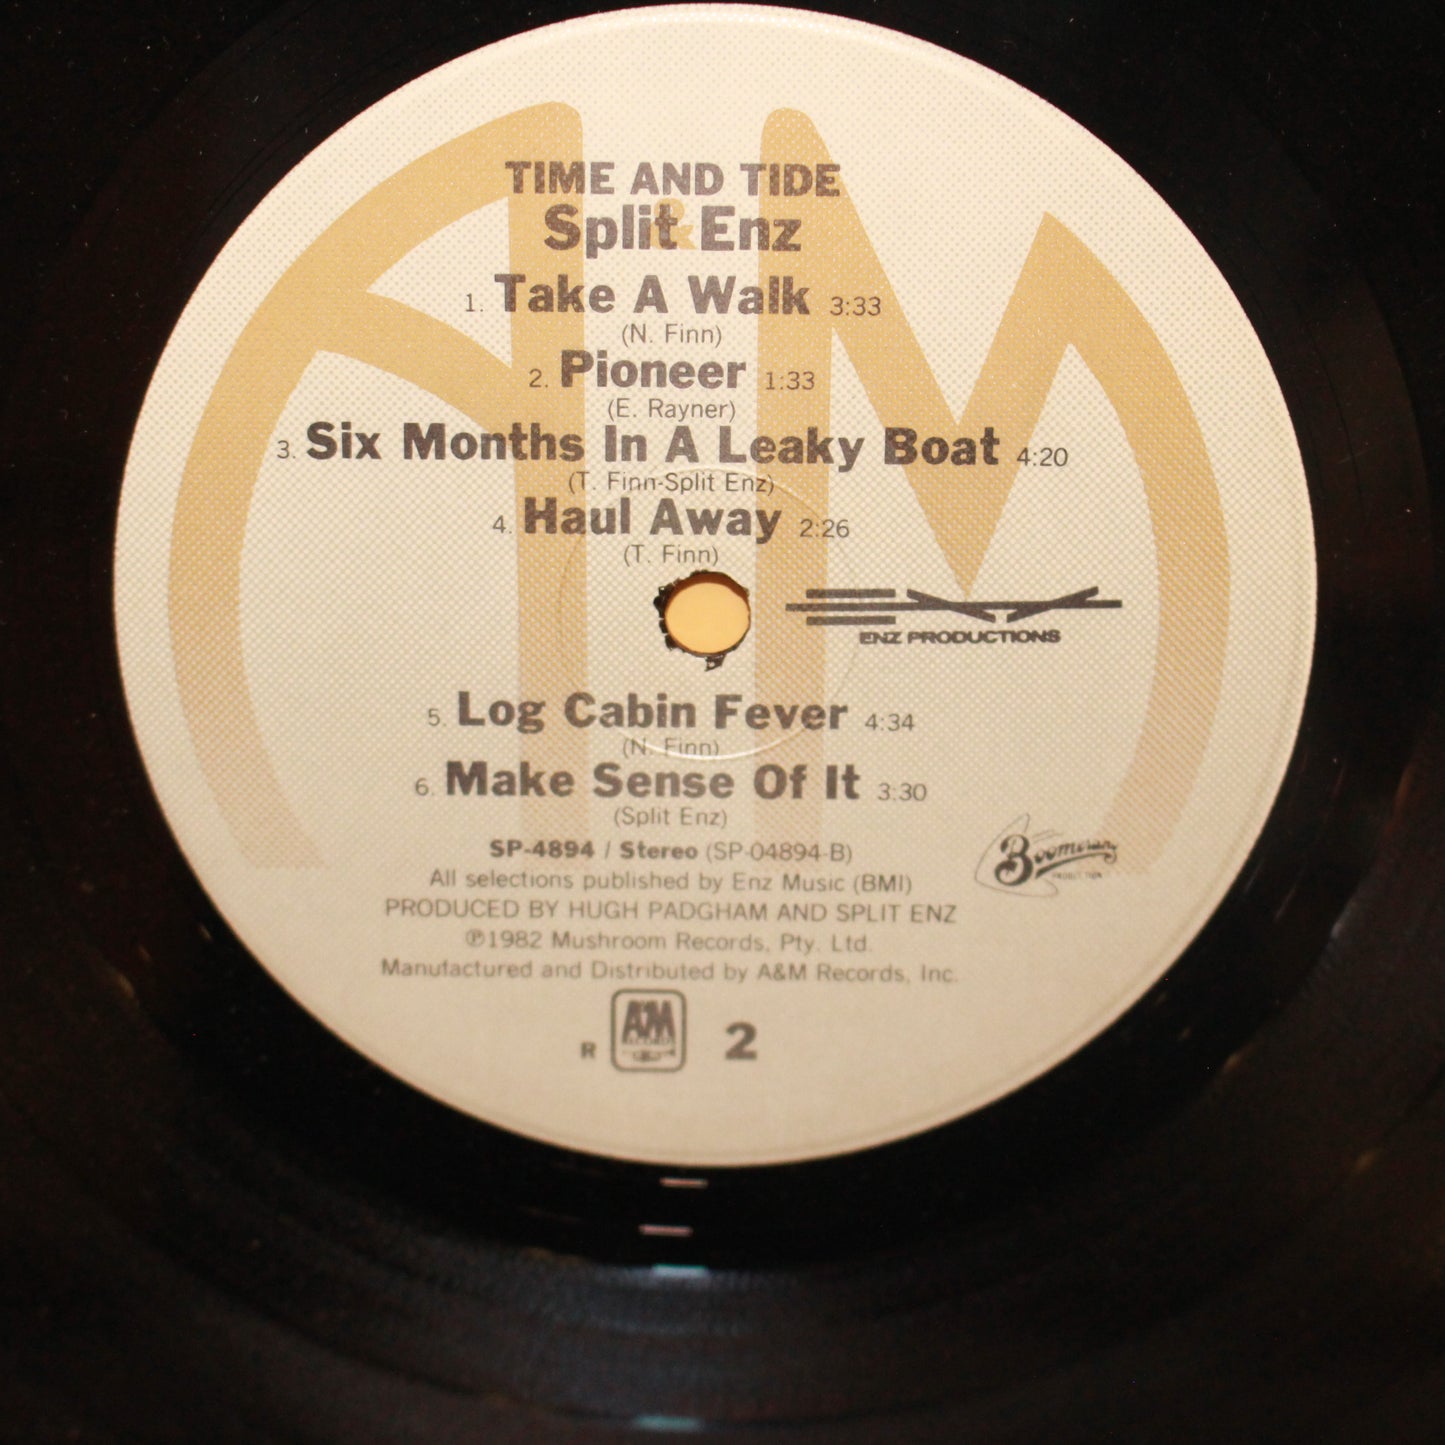 A&M
TIME AND TIDE
Split Enz
1. Take A Walk 3:33
(N. Finn)
2. Pioneer 1:33
(E. Rayner)
3. Six Months In A Leaky Boat 4:20
(T. Finn-Split Enz)
4. Haul Away 2:26
(T. Finn)
ENZ PRODUCTIONS
5. Log Cabin Fever 4:34
(N. Finn)
6. Make Sense Of It 3:30
(Split Enz)
Boomerang
PRODUCTION
SP-4894 / Stereo (SP-04894-B)
All selections published by Enz Music (BMI)
PRODUCED BY HUGH PADGHAM AND SPLIT ENZ
℗1982 Mushroom Records, Pty. Ltd.
Manufactured and Distributed by A&M Records, Inc.
R A&M RECORDS 2